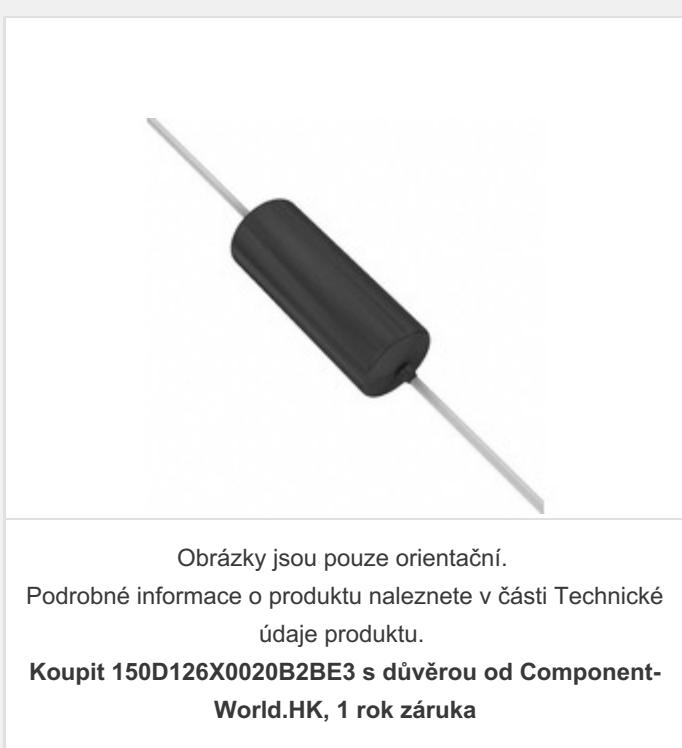 Obrázky jsou pouze orientační.
Podrobné informace o produktu naleznete v části Technické
údaje produktu.
Koupit 150D126X0020B2BE3 s důvěrou od Component-
World.HK, 1 rok záruka